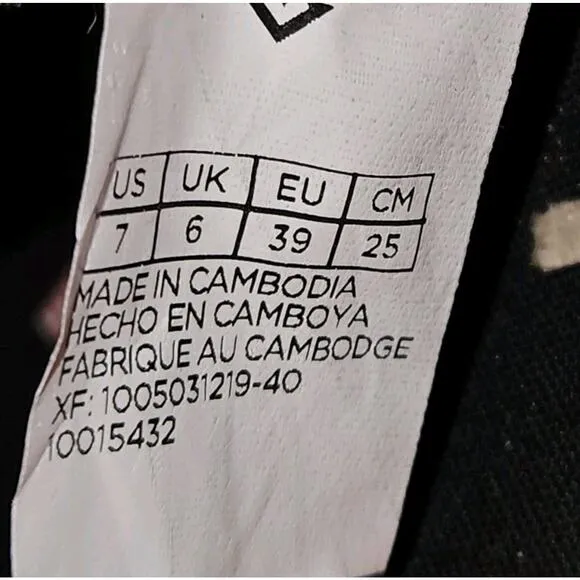 US UK EU CM
7 6 39 25
MADE IN CAMBODIA
HECHO EN CAMBOYA
FABRIQUE AU CAMBODGE
XF: 1005031219-40
10015432